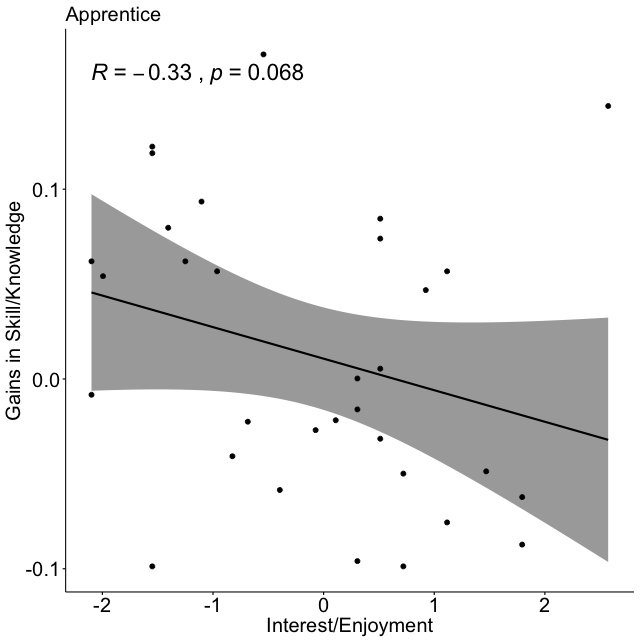 Apprentice
R = −0.33 , p = 0.068
Gains in Skill/Knowledge
0.1
0.0
-0.1
-2 -1 0 1 2
Interest/Enjoyment